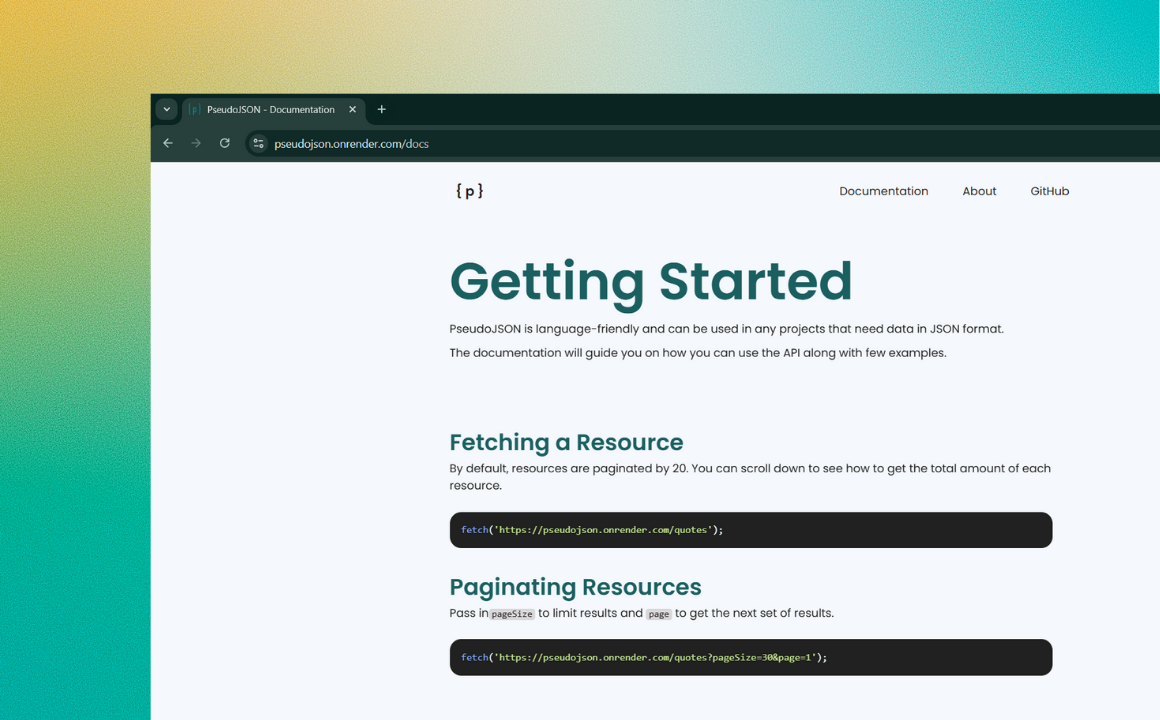 PseudoJSON - Documentation
pseudojson.onrender.com/docs
{ p }
Documentation About GitHub
Getting Started
PseudoJSON is language-friendly and can be used in any projects that need data in JSON format.
The documentation will guide you on how you can use the API along with few examples.
Fetching a Resource
By default, resources are paginated by 20. You can scroll down to see how to get the total amount of each
resource.
fetch('https://pseudojson.onrender.com/quotes');
Paginating Resources
Pass in pageSize to limit results and page to get the next set of results.
fetch('https://pseudojson.onrender.com/quotes?pageSize=30&page=1');